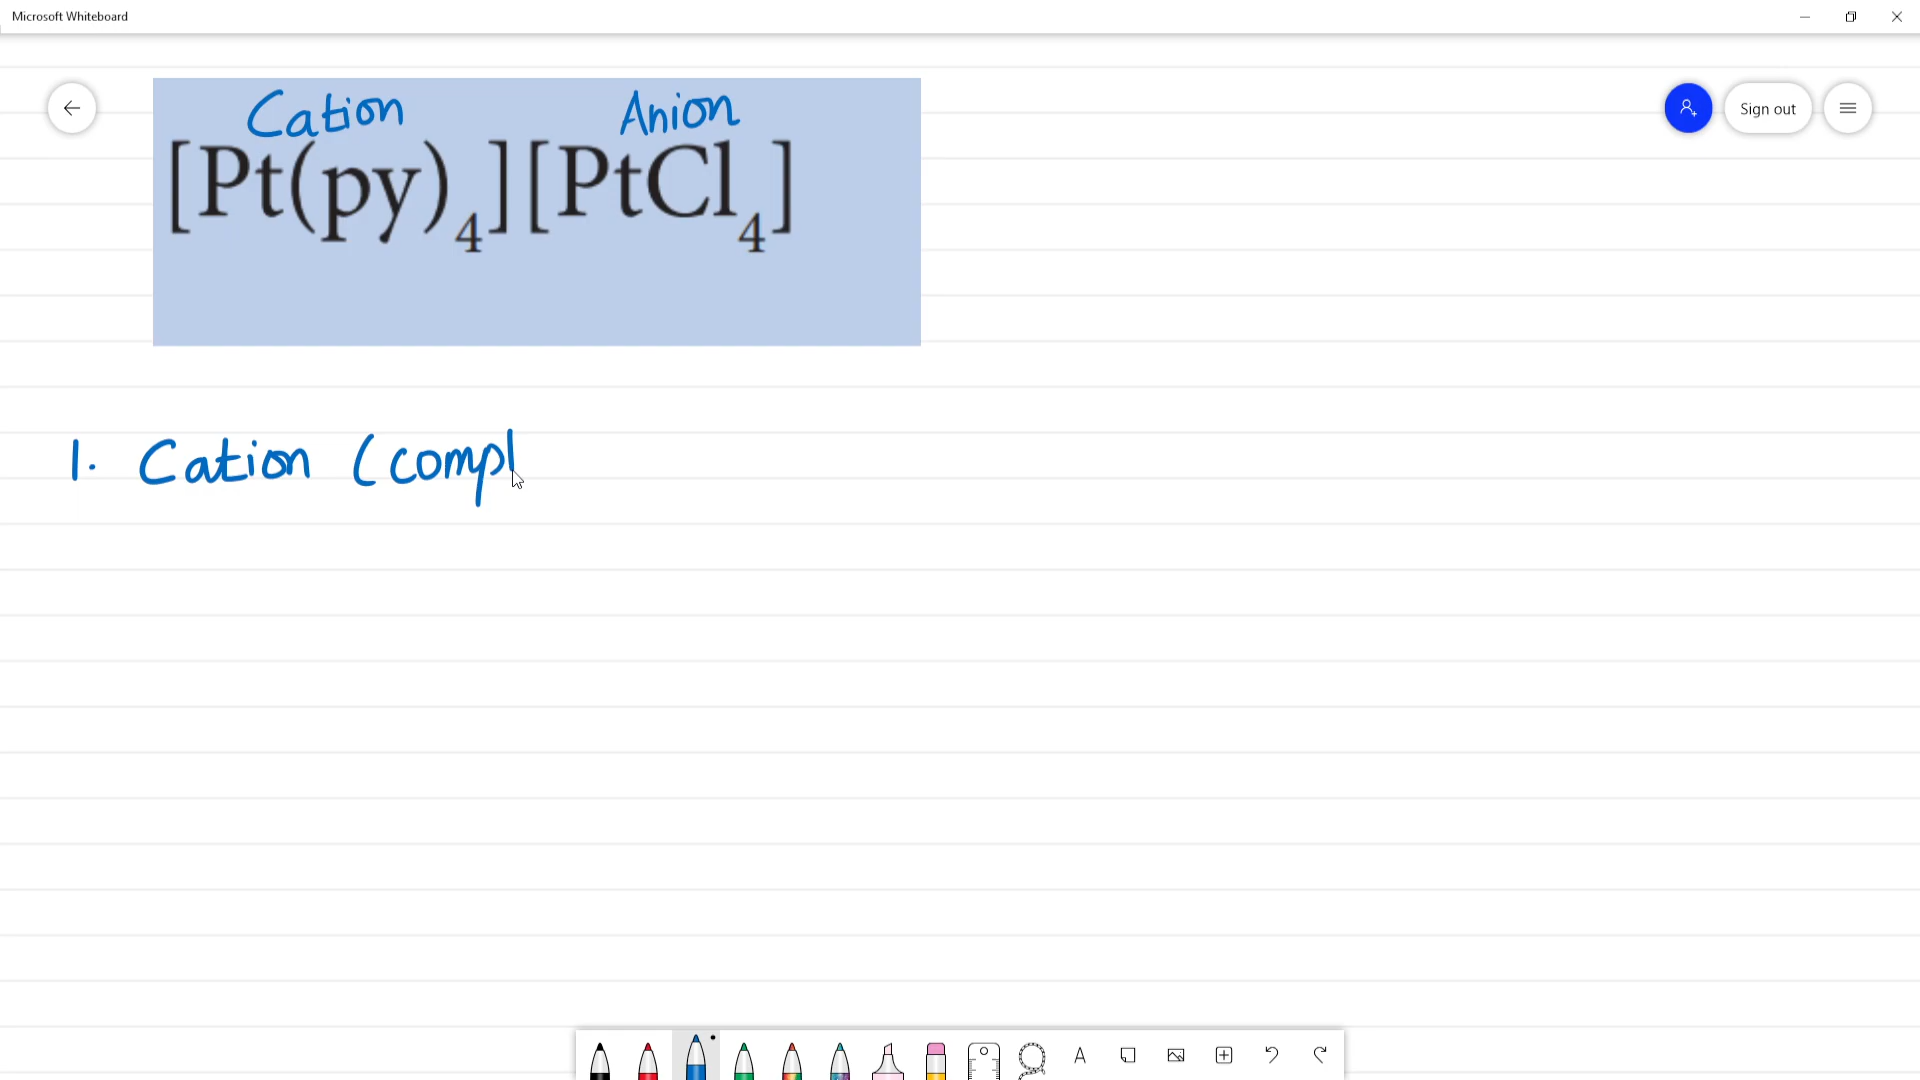 Microsoft Whiteboard
Cation Anion
[Pt(py)₄][PtCl₄]
Sign out
1. Cation (compl
A